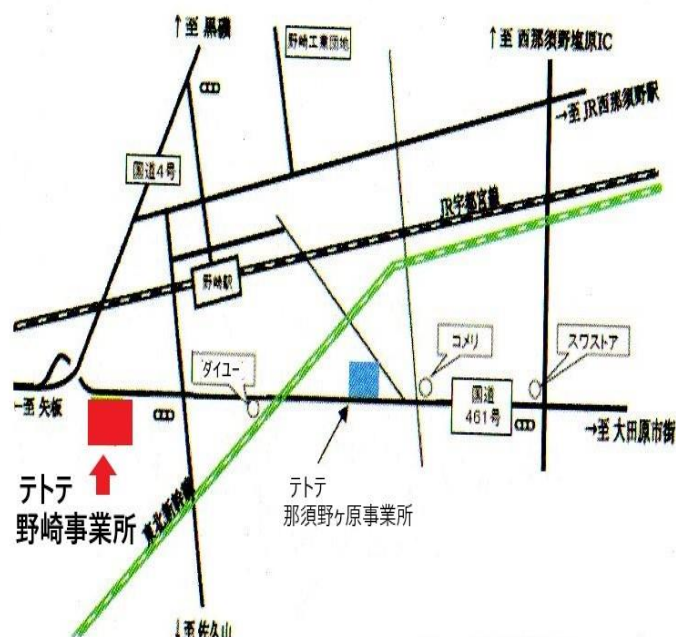 ↑至 黒磯
野崎工業団地
↑至 西那須野塩原IC
→至 JR西那須野駅
国道4号
JR宇都宮線
野崎駅
ダイユー
コメリ
スワストア
国道
461号
←至 矢板
→至 大田原市街
テトテ
野崎事業所
テトテ
那須野ヶ原事業所
東北新幹線
↓至 佐久山